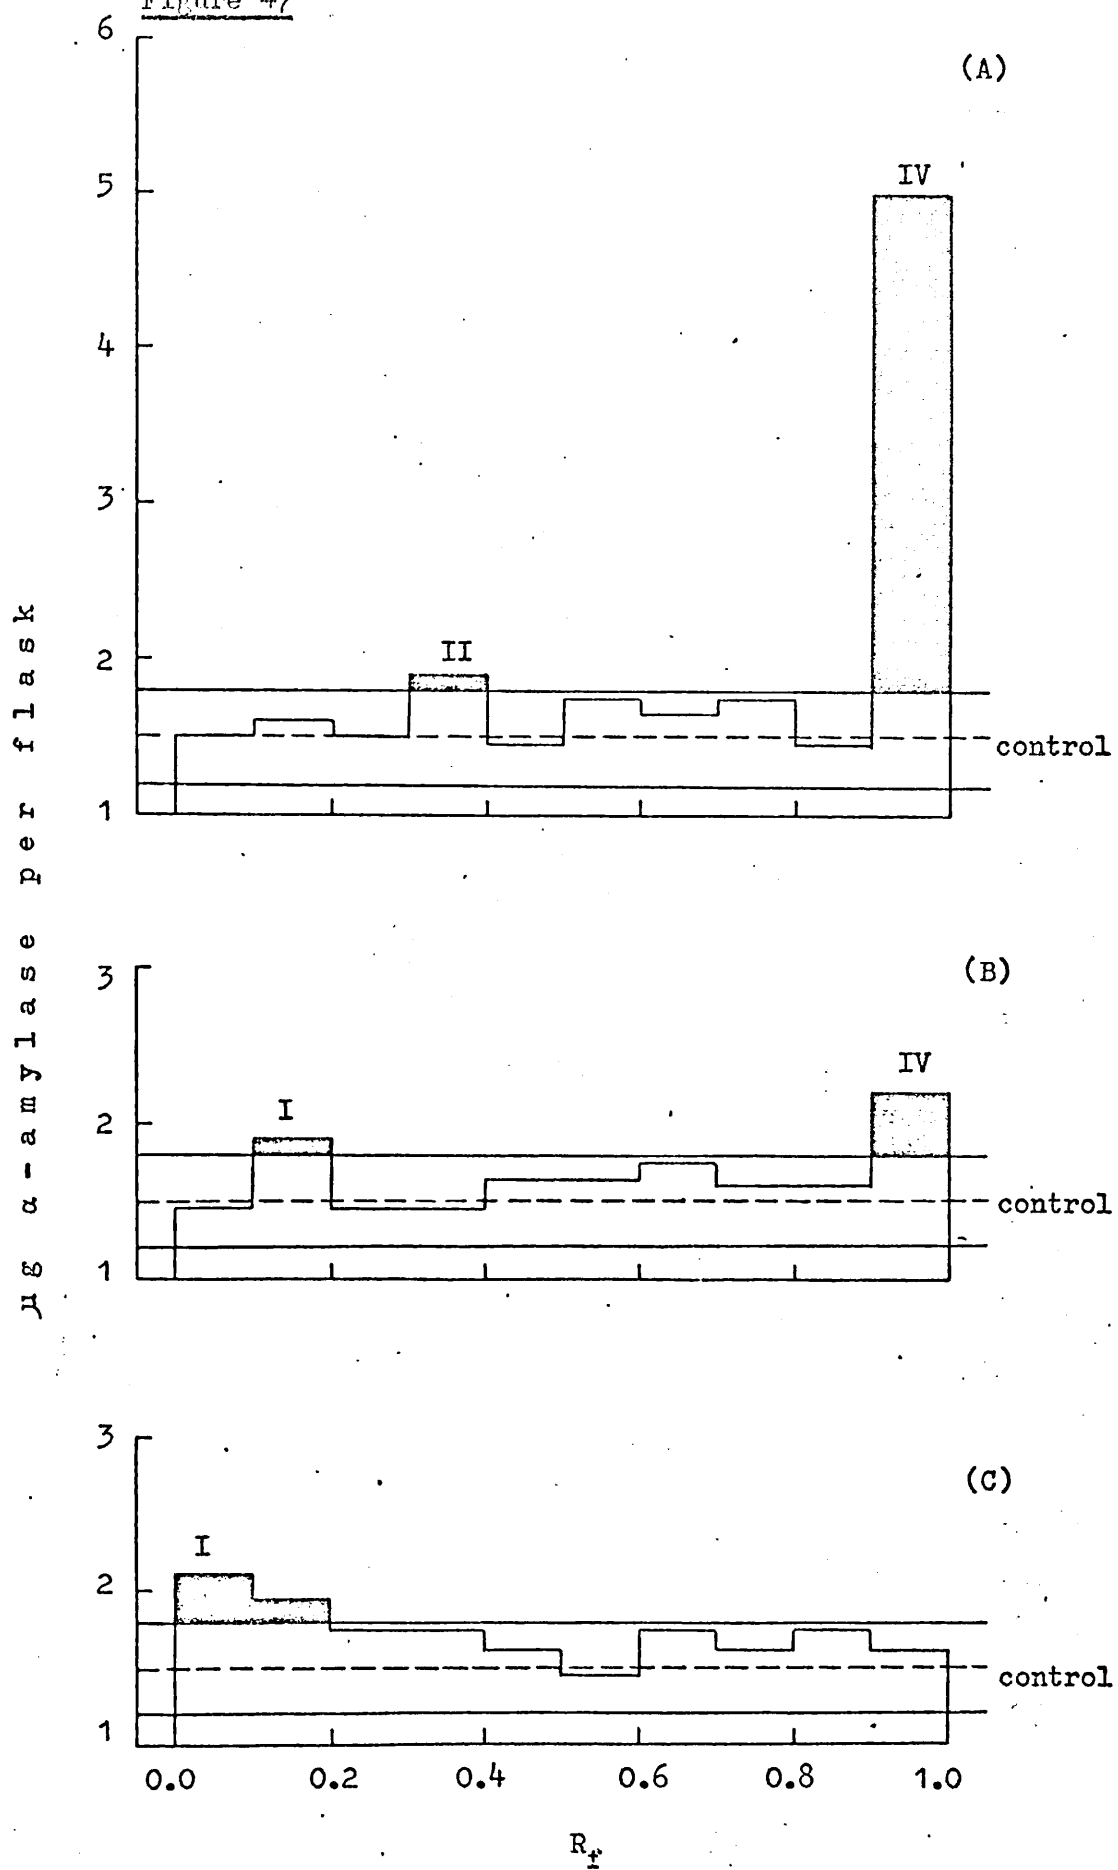 Figure 47
(A)
6
5
4
3
2
1
IV
II
control
µg α-amylase per flask
(B)
3
2
1
I
IV
control
(C)
3
2
1
I
control
0.0 0.2 0.4 0.6 0.8 1.0
Rf